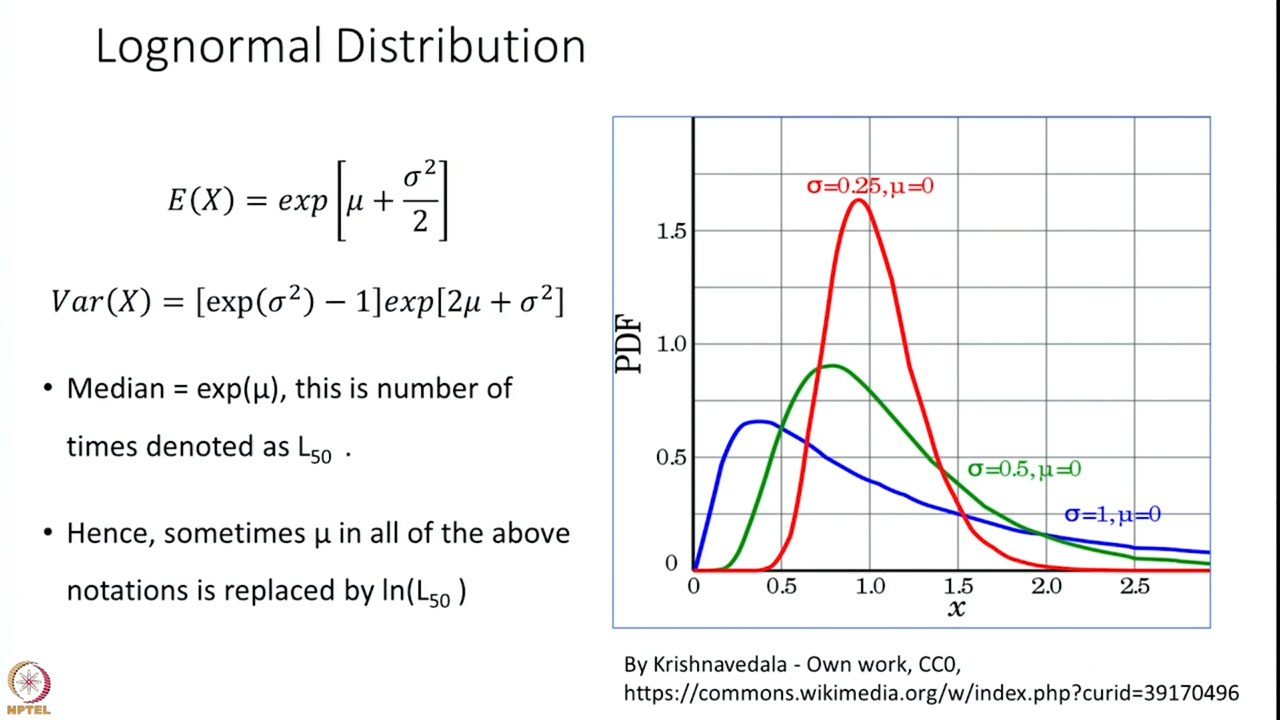 Lognormal Distribution
E(X) = exp[μ + σ²/2]
Var(X) = [exp(σ²) − 1]exp[2μ + σ²]
• Median = exp(μ), this is number of
times denoted as L₅₀ .
• Hence, sometimes μ in all of the above
notations is replaced by ln(L₅₀ )
σ=0.25,μ=0
1.5
PDF
1.0
0.5
σ=0.5,μ=0
σ=1,μ=0
0
0 0.5 1.0 1.5 2.0 2.5
x
By Krishnavedala - Own work, CC0,
https://commons.wikimedia.org/w/index.php?curid=39170496
NPTEL